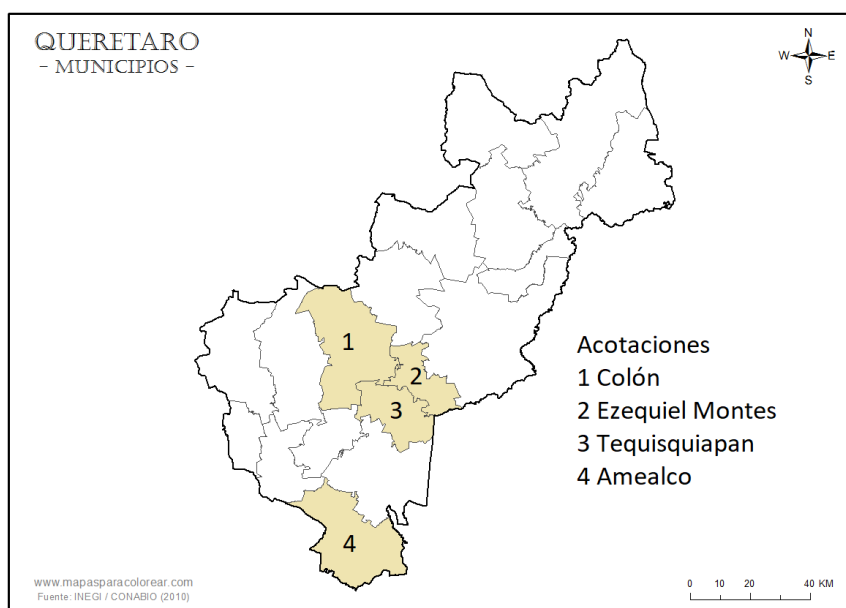 QUERETARO
- MUNICIPIOS -
N
W E
S
1
2
3
4
Acotaciones
1 Colón
2 Ezequiel Montes
3 Tequisquiapan
4 Amealco
www.mapasparacolorear.com
Fuente: INEGI / CONABIO (2010)
0 10 20 40 KM